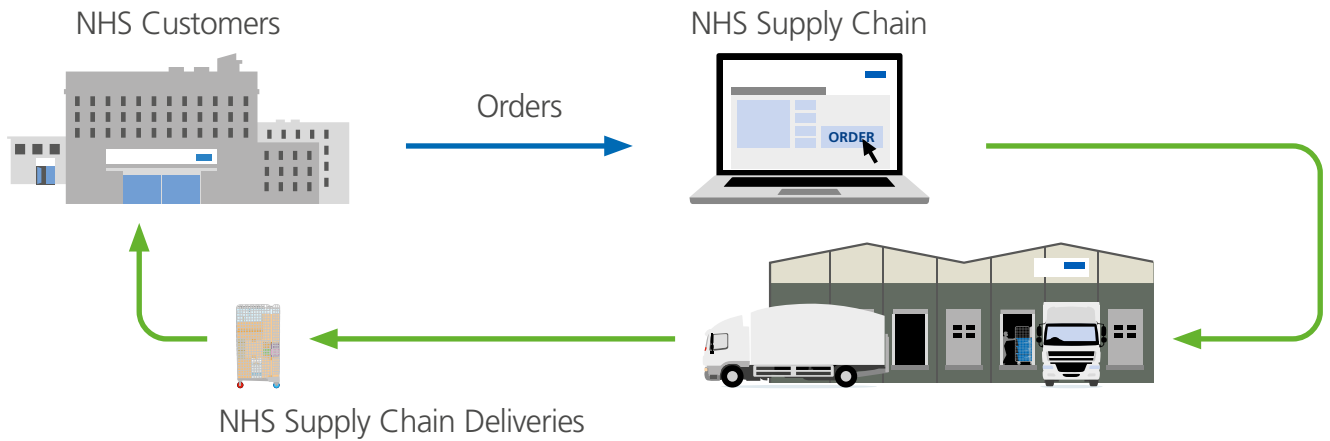 NHS Customers
NHS Supply Chain
Orders
ORDER
NHS Supply Chain Deliveries